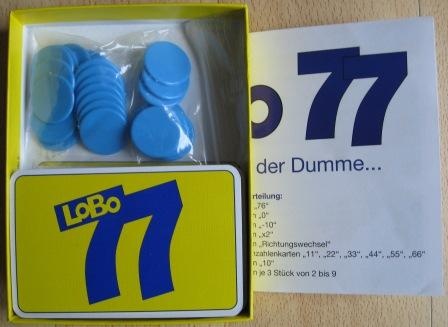 LoBo
77
o 77
der Dumme...
rteilung:
„76"
n „0"
n „-10"
n „x2"
n „Richtungswechsel"
nzahlenkarten „11", „22", „33", „44", „55", „66"
n „10"
n je 3 Stück von 2 bis 9